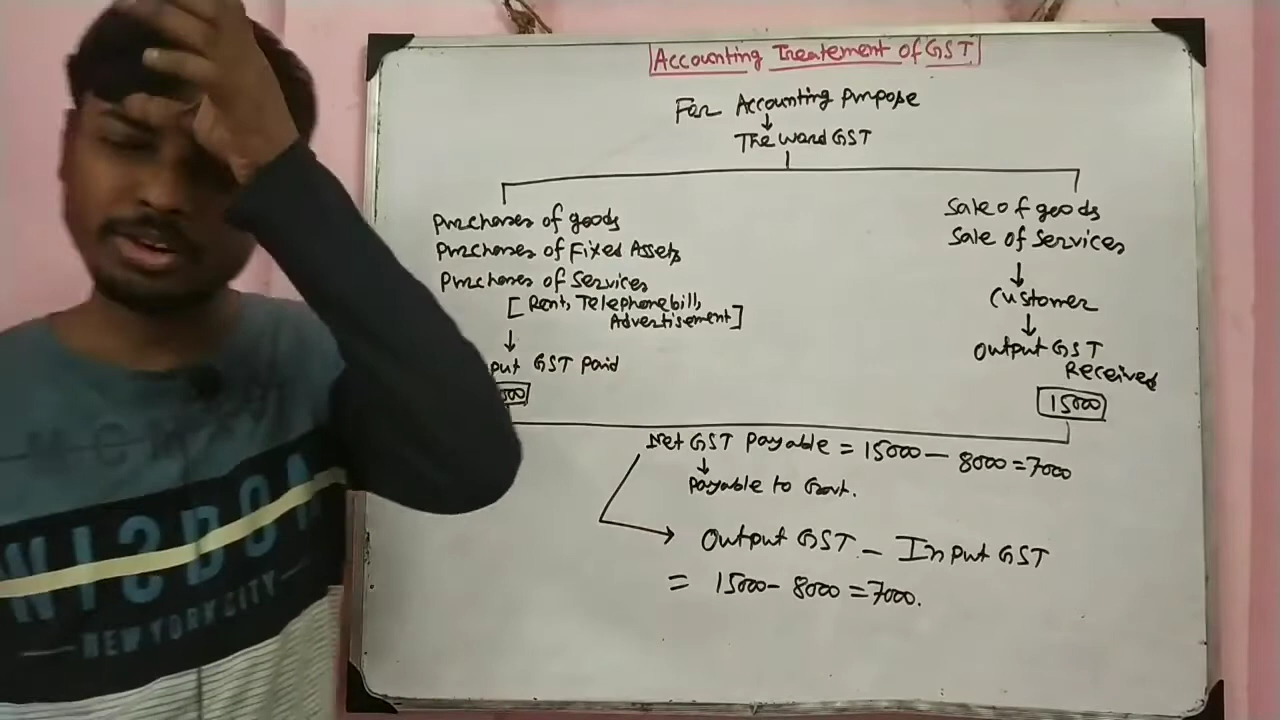 Accounting Treatement of GST
For Accounting Purpose
The word GST
Purchases of goods
Purchases of Fixed Assets
Purchases of Services
[Rent, Telephone bill,
Advertisement]
put GST Paid
000
Sale of goods
Sale of Services
Customer
Output GST
Received
15000
Net GST Payable = 15000 - 8000 = 7000
Payable to Govt.
Output GST - Input GST
= 15000 - 8000 = 7000.
WISDOM
NEW YORK CITY